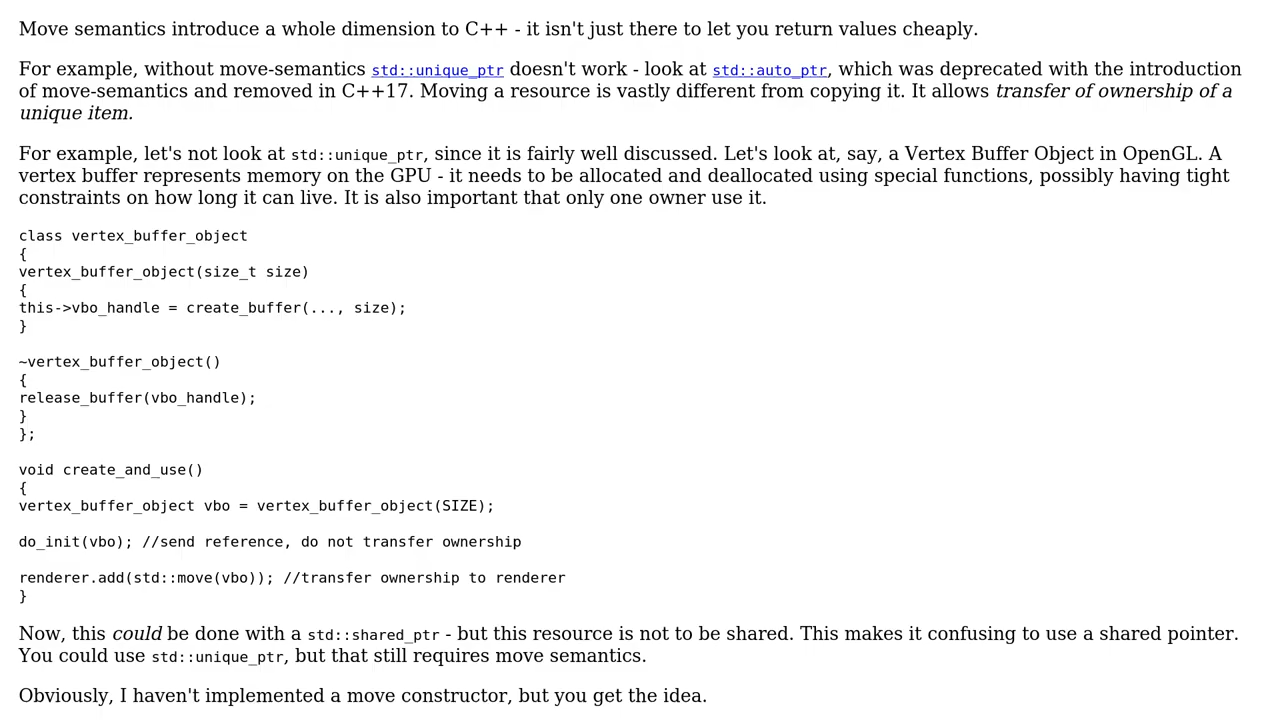 Move semantics introduce a whole dimension to C++ - it isn't just there to let you return values cheaply.
For example, without move-semantics std::unique_ptr doesn't work - look at std::auto_ptr, which was deprecated with the introduction
of move-semantics and removed in C++17. Moving a resource is vastly different from copying it. It allows transfer of ownership of a
unique item.
For example, let's not look at std::unique_ptr, since it is fairly well discussed. Let's look at, say, a Vertex Buffer Object in OpenGL. A
vertex buffer represents memory on the GPU - it needs to be allocated and deallocated using special functions, possibly having tight
constraints on how long it can live. It is also important that only one owner use it.
class vertex_buffer_object
{
vertex_buffer_object(size_t size)
{
this->vbo_handle = create_buffer(..., size);
}
~vertex_buffer_object()
{
release_buffer(vbo_handle);
}
};
void create_and_use()
{
vertex_buffer_object vbo = vertex_buffer_object(SIZE);
do_init(vbo); //send reference, do not transfer ownership
renderer.add(std::move(vbo)); //transfer ownership to renderer
}
Now, this could be done with a std::shared_ptr - but this resource is not to be shared. This makes it confusing to use a shared pointer.
You could use std::unique_ptr, but that still requires move semantics.
Obviously, I haven't implemented a move constructor, but you get the idea.